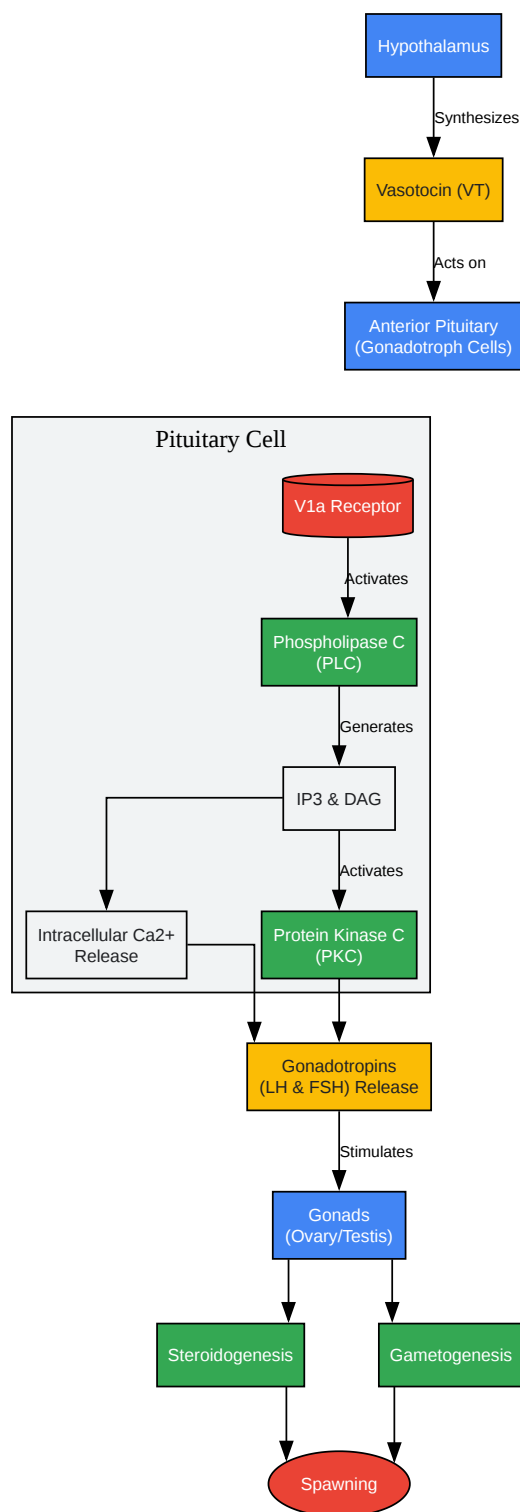 Hypothalamus
Synthesizes
Vasotocin (VT)
Acts on
Anterior Pituitary
(Gonadotroph Cells)
Pituitary Cell
V1a Receptor
Activates
Phospholipase C
(PLC)
Generates
IP3 & DAG
Activates
Intracellular Ca2+
Release
Protein Kinase C
(PKC)
Gonadotropins
(LH & FSH) Release
Stimulates
Gonads
(Ovary/Testis)
Steroidogenesis
Gametogenesis
Spawning